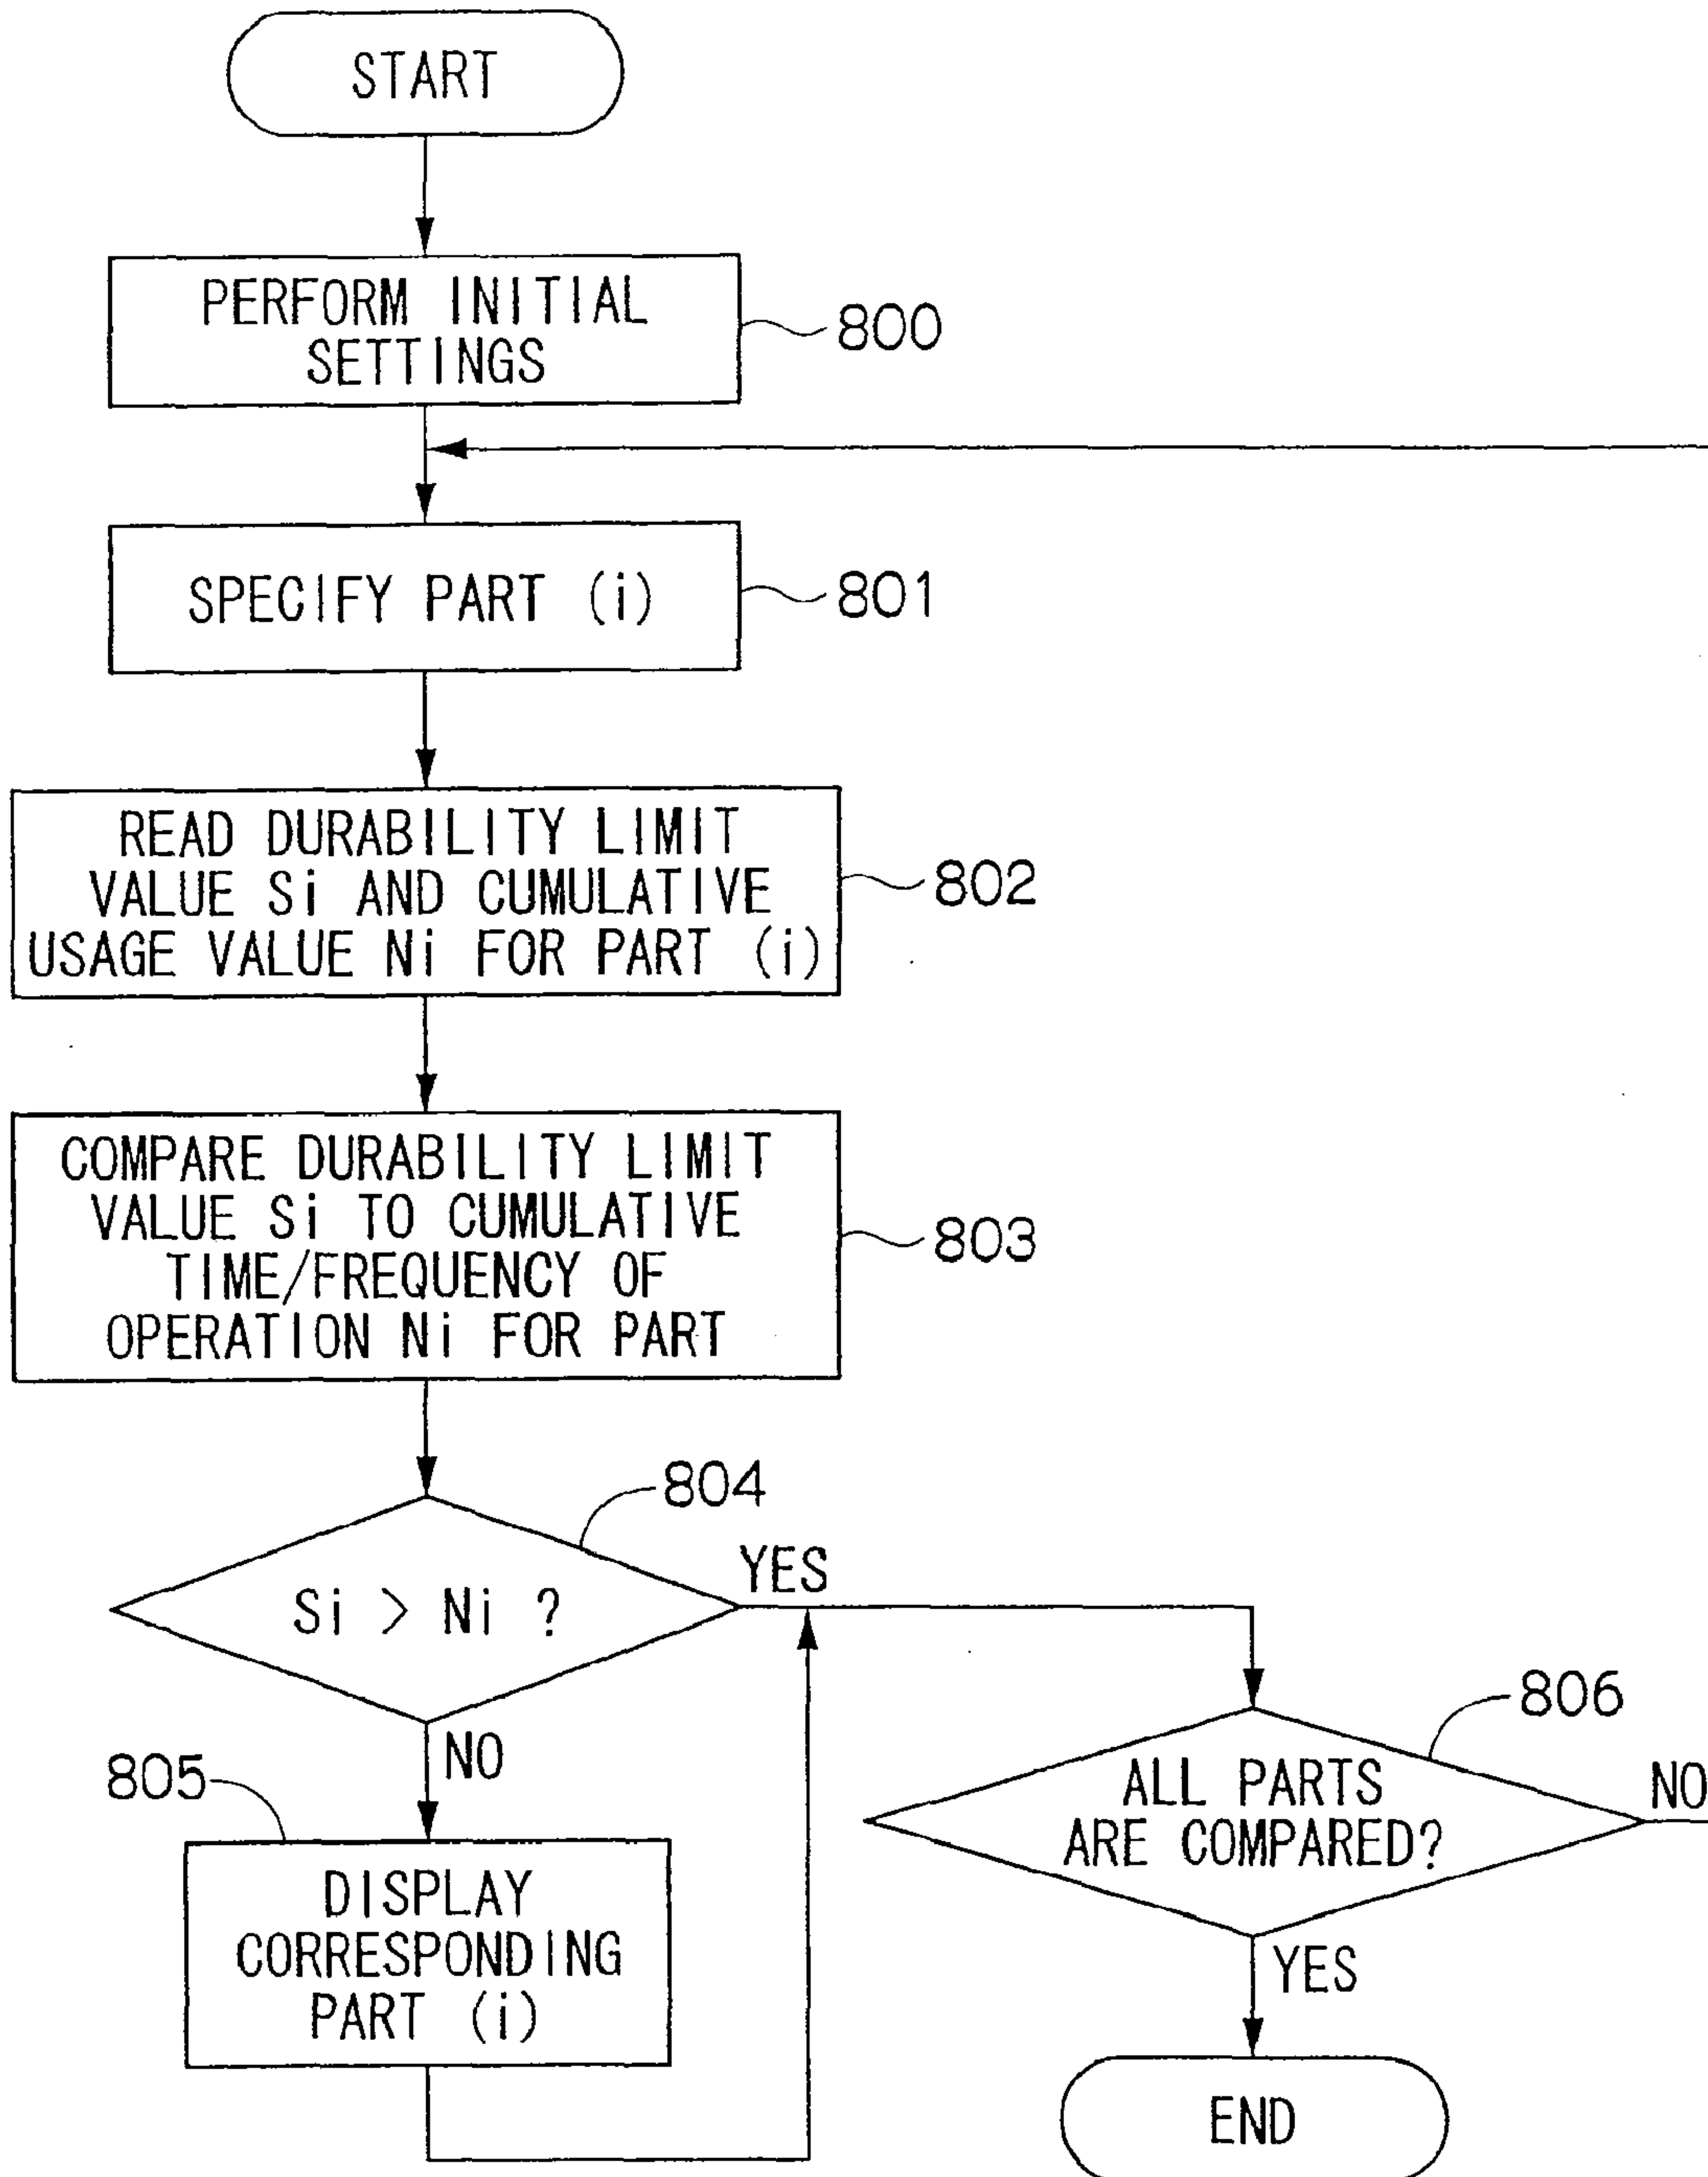 START
PERFORM INITIAL
SETTINGS
800
SPECIFY PART (i)
801
READ DURABILITY LIMIT
VALUE Si AND CUMULATIVE
USAGE VALUE Ni FOR PART (i)
802
COMPARE DURABILITY LIMIT
VALUE Si TO CUMULATIVE
TIME/FREQUENCY OF
OPERATION Ni FOR PART
803
804
Si > Ni ?
YES
NO
805
DISPLAY
CORRESPONDING
PART (i)
806
ALL PARTS
ARE COMPARED?
NO
YES
END